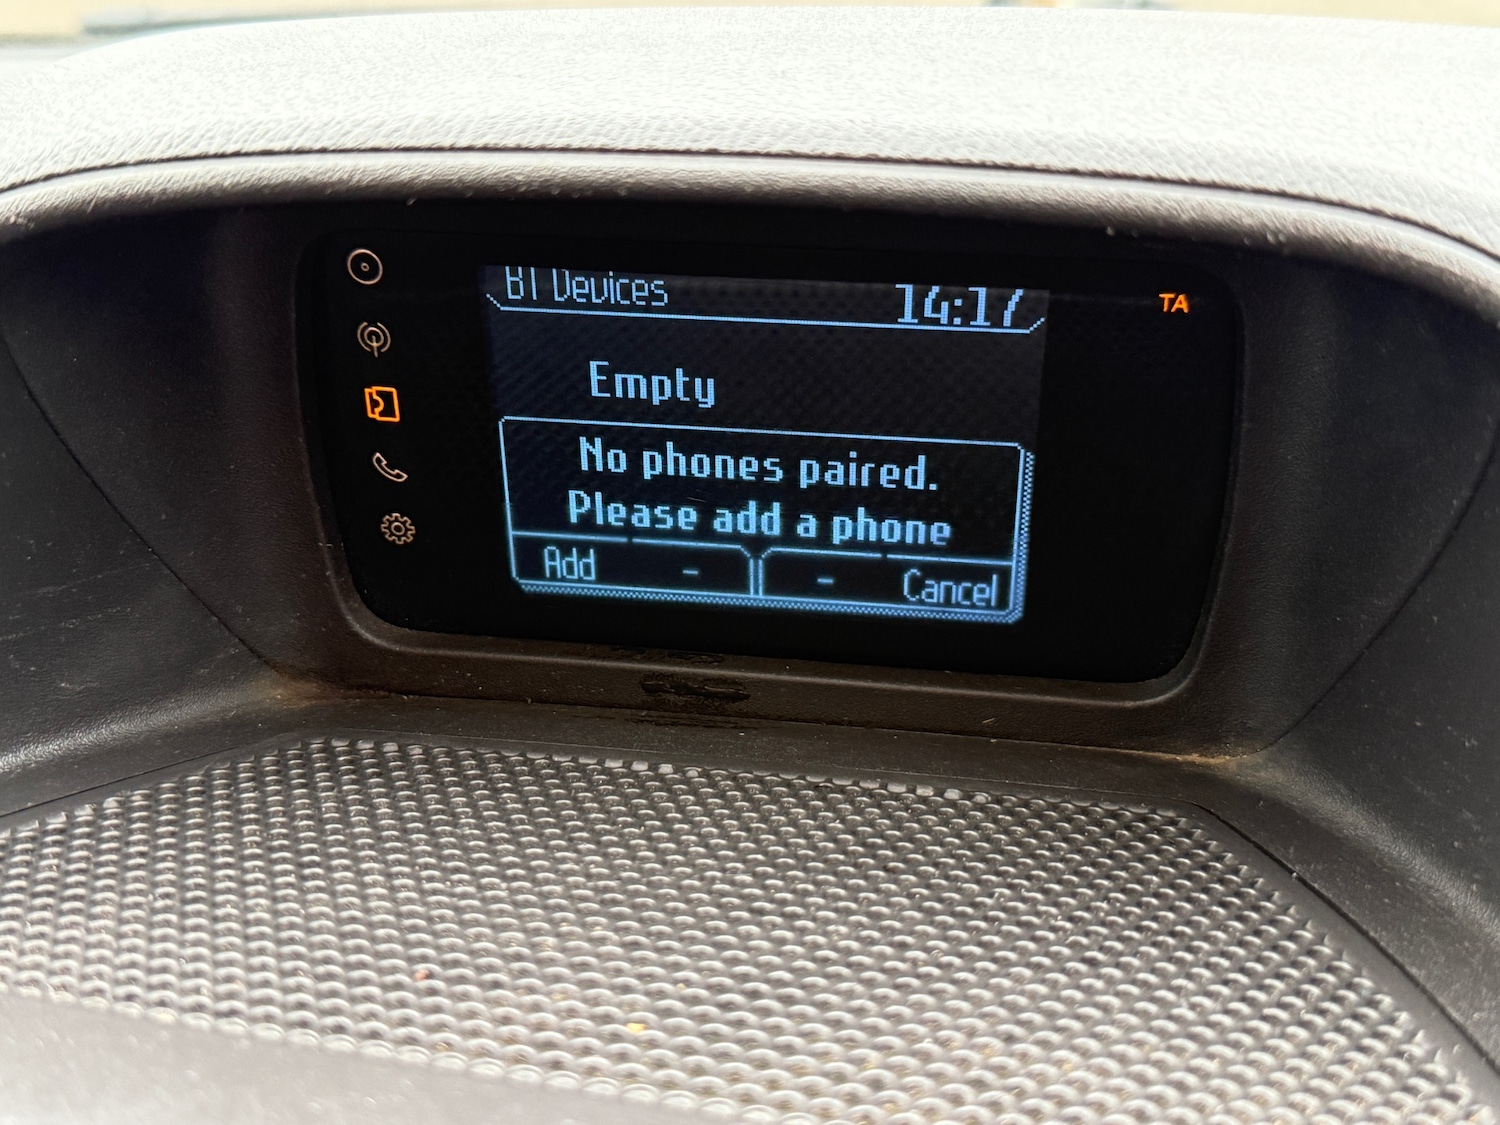 BT Devices
14:17
TA
Empty
No phones paired.
Please add a phone
Add - - Cancel